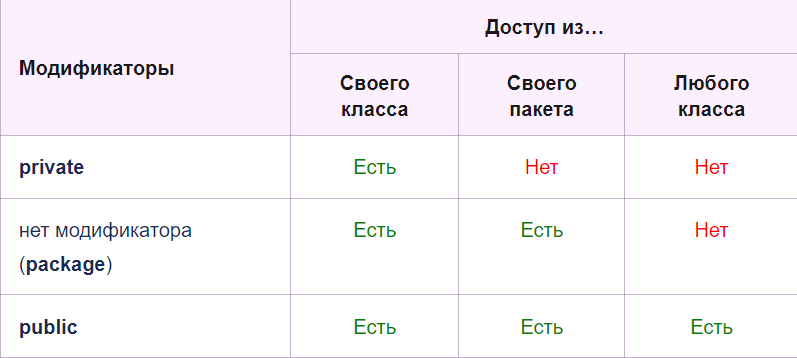 Модификаторы
Доступ из…
Своего
класса
Своего
пакета
Любого
класса
private
Есть
Нет
Нет
нет модификатора
(package)
Есть
Есть
Нет
public
Есть
Есть
Есть